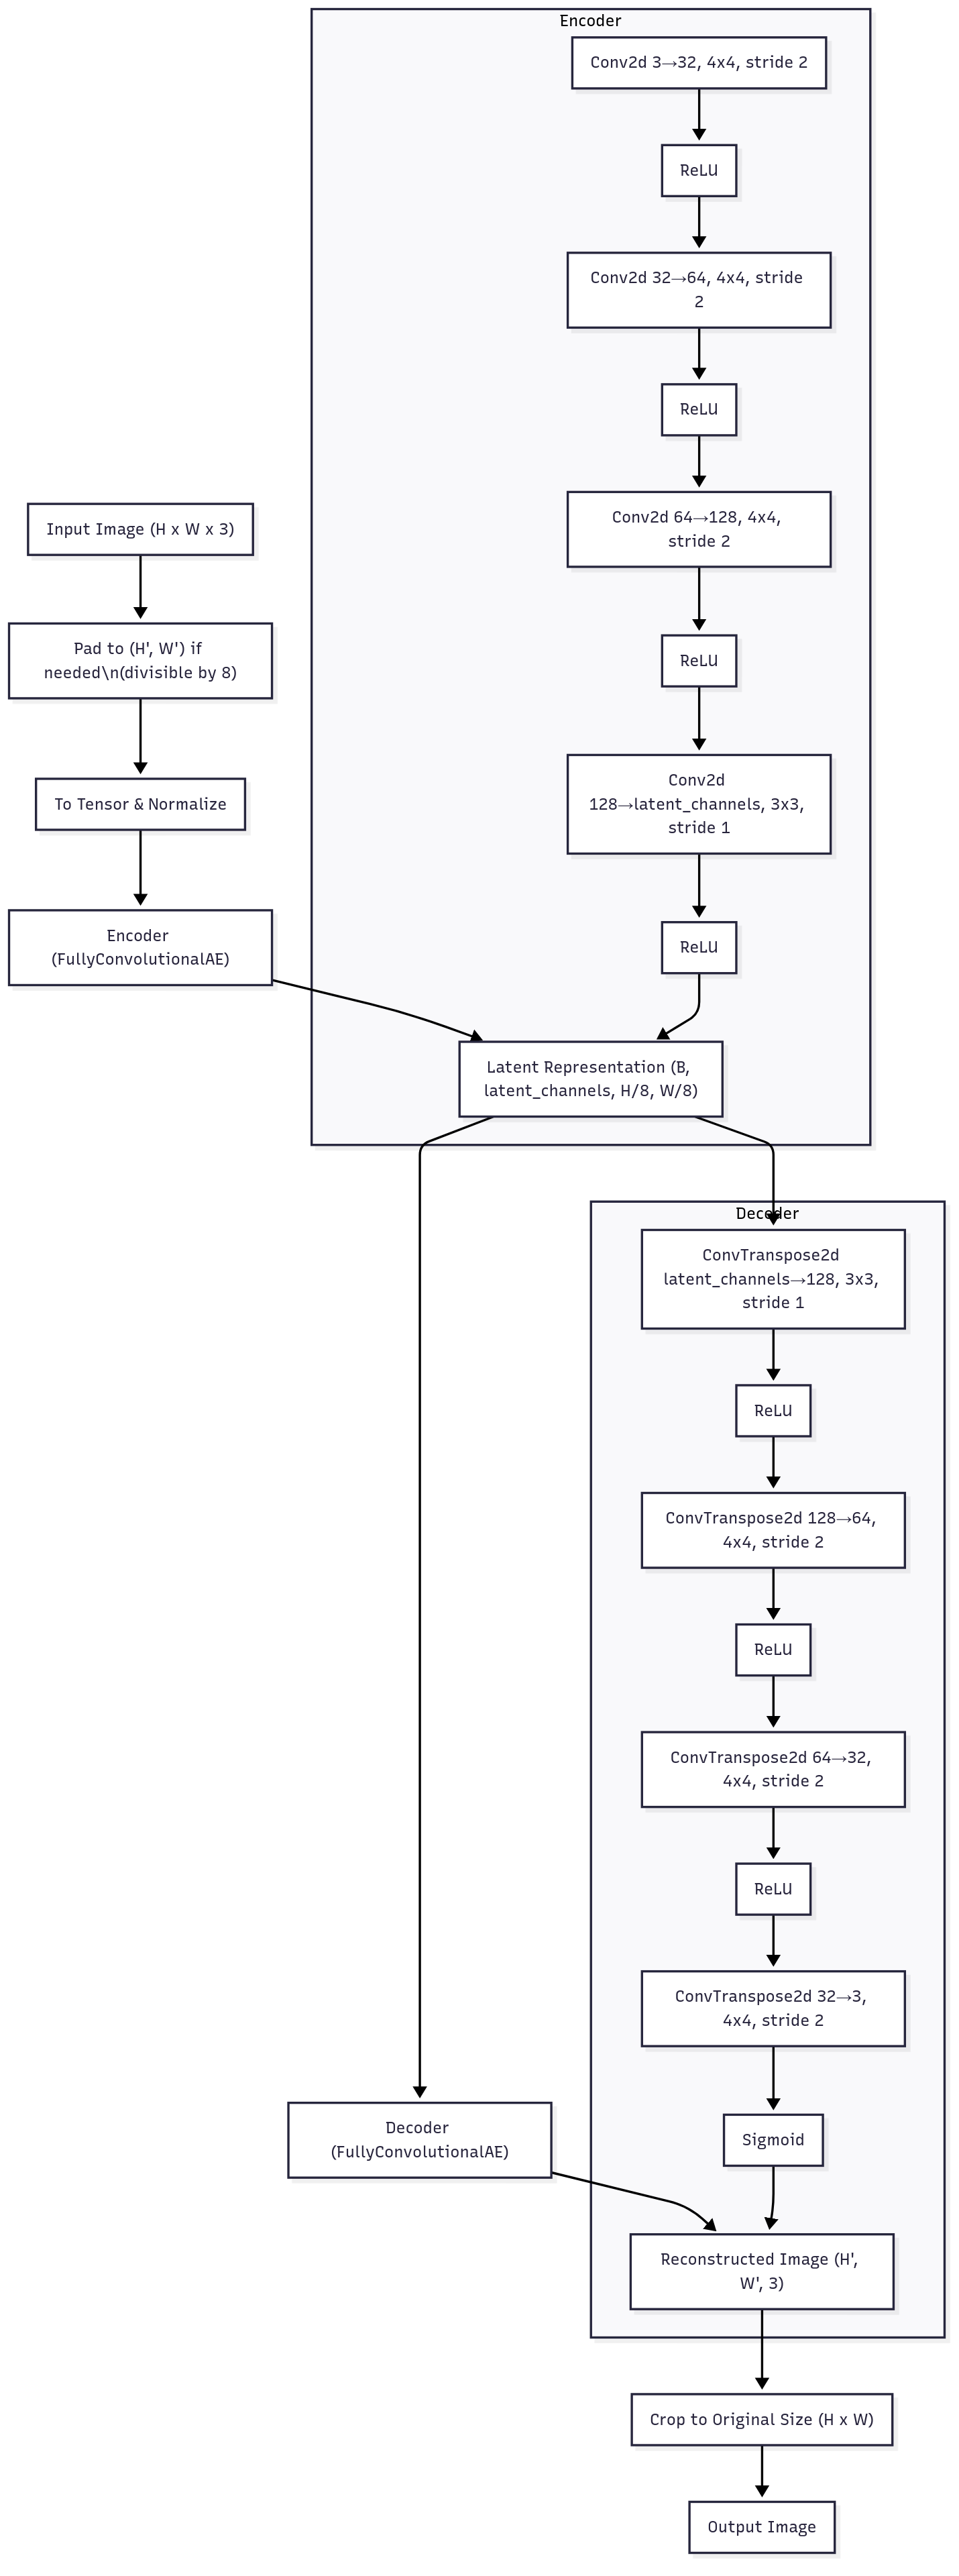 Encoder
Conv2d 3→32, 4x4, stride 2
ReLU
Conv2d 32→64, 4x4, stride
2
ReLU
Conv2d 64→128, 4x4,
stride 2
ReLU
Conv2d
128→latent_channels, 3x3,
stride 1
ReLU
Input Image (H x W x 3)
Pad to (H', W') if
needed\n(divisible by 8)
To Tensor & Normalize
Encoder
(FullyConvolutionalAE)
Latent Representation (B,
latent_channels, H/8, W/8)
Decoder
ConvTranspose2d
latent_channels→128, 3x3,
stride 1
ReLU
ConvTranspose2d 128→64,
4x4, stride 2
ReLU
ConvTranspose2d 64→32,
4x4, stride 2
ReLU
ConvTranspose2d 32→3,
4x4, stride 2
Sigmoid
Decoder
(FullyConvolutionalAE)
Reconstructed Image (H',
W', 3)
Crop to Original Size (H x W)
Output Image